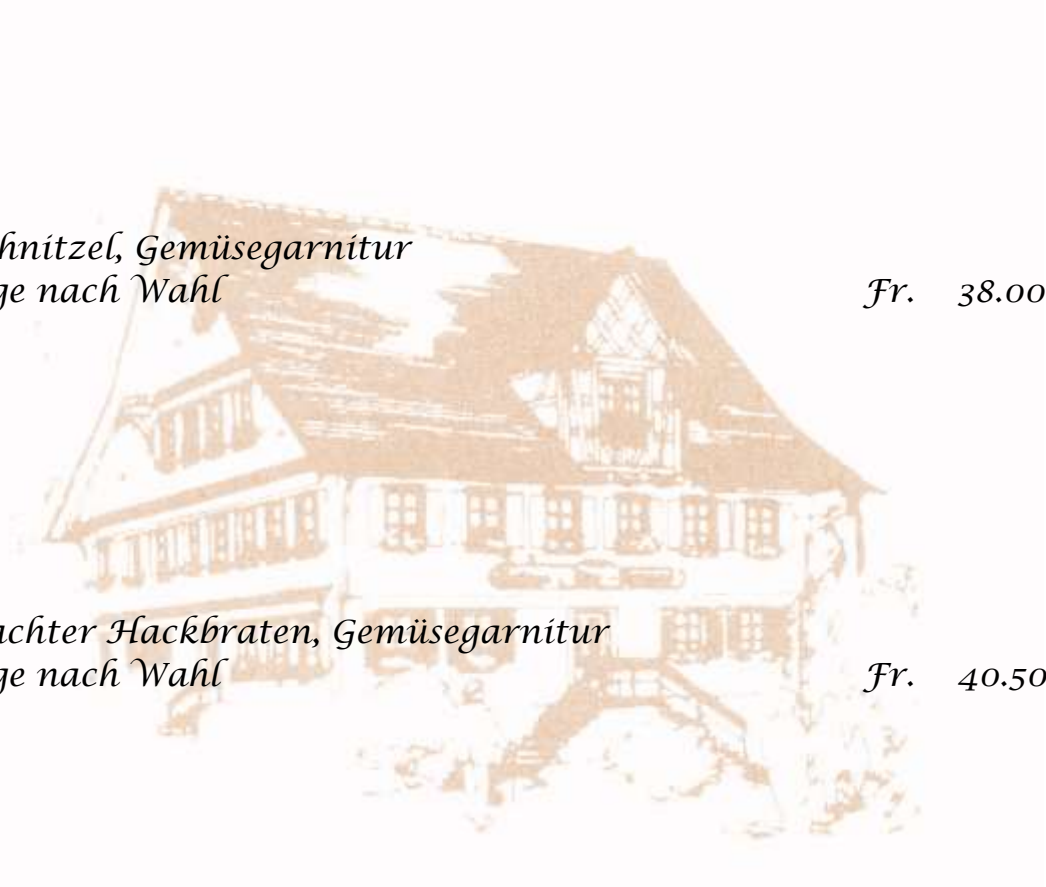 hnitzel, Gemüsegarnitur
ge nach Wahl Fr. 38.00
achter Hackbraten, Gemüsegarnitur
ge nach Wahl Fr. 40.50